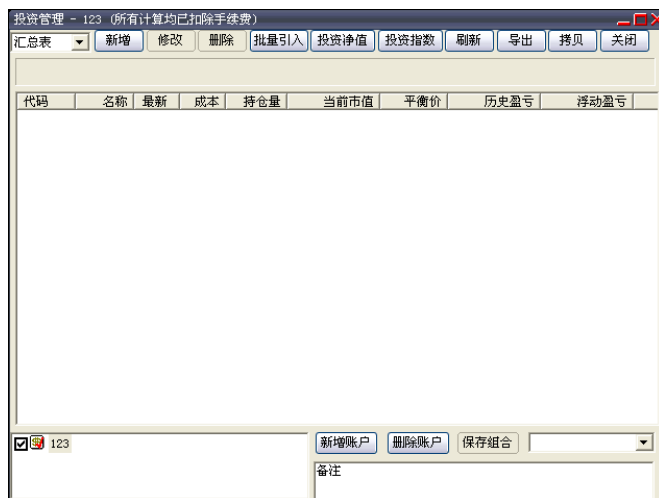 投资管理 - 123 (所有计算均已扣除手续费)
汇总表 新增 修改 删除 批量引入 投资净值 投资指数 刷新 导出 拷贝 关闭
代码 名称 最新 成本 持仓量 当前市值 平衡价 历史盈亏 浮动盈亏
123 新增账户 删除账户 保存组合
备注